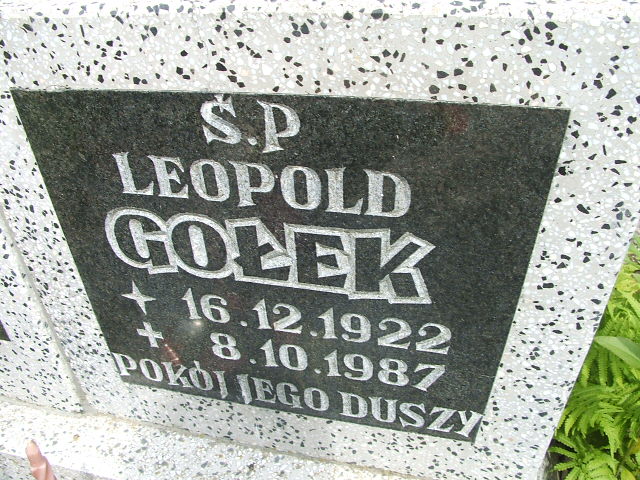 Ś.P
LEOPOLD
GOŁEK
16.12.1922
8.10.1987
POKÓJ JEGO DUSZY